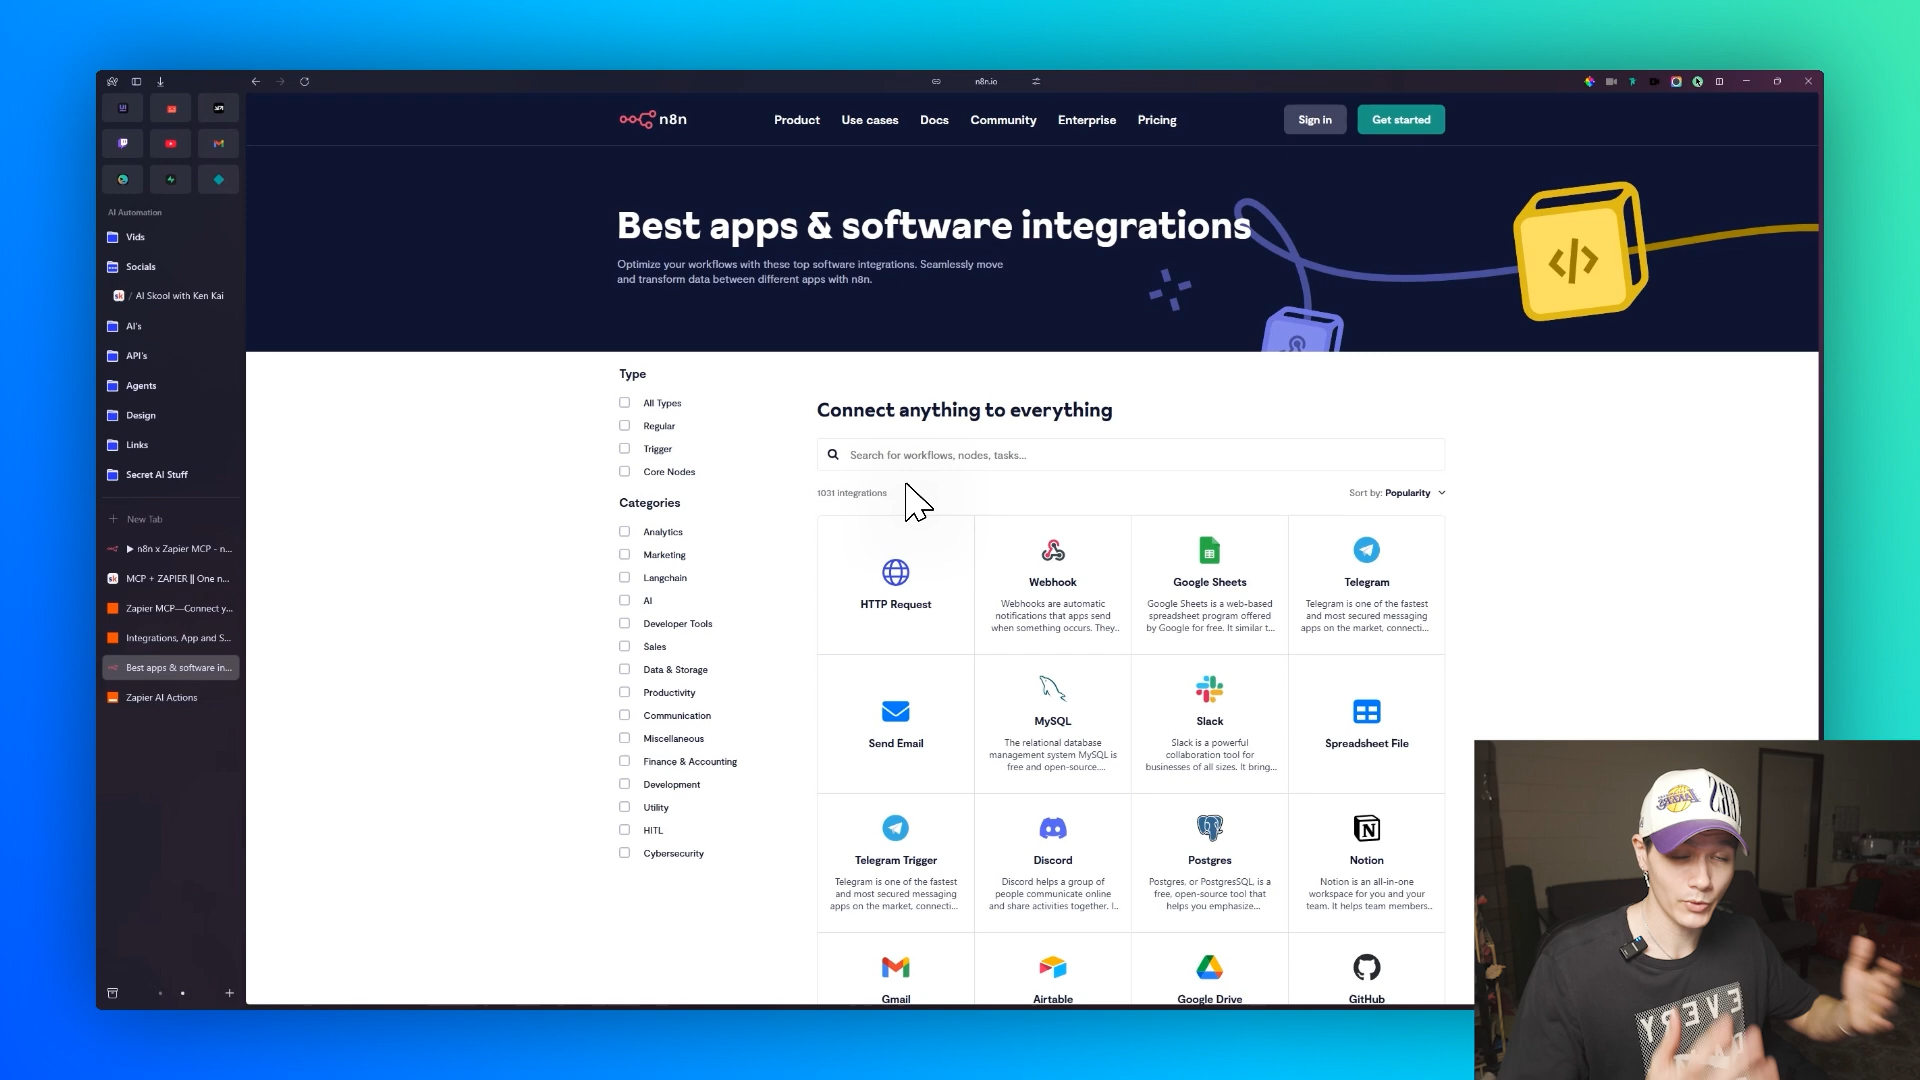 n8n.io
n8n
Product
Use cases
Docs
Community
Enterprise
Pricing
Sign in
Get started
AI Automation
Vids
Socials
/ AI Skool with Ken Kai
AI's
API's
Agents
Design
Links
Secret AI Stuff
New Tab
▶ n8n x Zapier MCP - n...
MCP + ZAPIER || One n...
Zapier MCP—Connect y...
Integrations, App and S...
Best apps & software in...
Zapier AI Actions
Best apps & software integrations
Optimize your workflows with these top software integrations. Seamlessly move
and transform data between different apps with n8n.
Type
All Types
Regular
Trigger
Core Nodes
Categories
Analytics
Marketing
Langchain
AI
Developer Tools
Sales
Data & Storage
Productivity
Communication
Miscellaneous
Finance & Accounting
Development
Utility
HITL
Cybersecurity
Connect anything to everything
Search for workflows, nodes, tasks...
1031 integrations
Sort by: Popularity
HTTP Request
Webhook
Webhooks are automatic
notifications that apps send
when something occurs. They..
Google Sheets
Google Sheets is a web-based
spreadsheet program offered
by Google for free. It similar t...
Telegram
Telegram is one of the fastest
and most secured messaging
apps on the market, connecti...
Send Email
MySQL
The relational database
management system MySQL is
free and open-source....
Slack
Slack is a powerful
collaboration tool for
businesses of all sizes. It bring...
Spreadsheet File
Telegram Trigger
Telegram is one of the fastest
and most secured messaging
apps on the market, connecti...
Discord
Discord helps a group of
people communicate online
and share activities together. I..
Postgres
Postgres, or PostgresSQL, is a
free, open-source tool that
helps you emphasize...
Notion
Notion is an all-in-one
workspace for you and your
team. It helps team members..
Gmail
Airtable
Google Drive
GitHub
EVERY